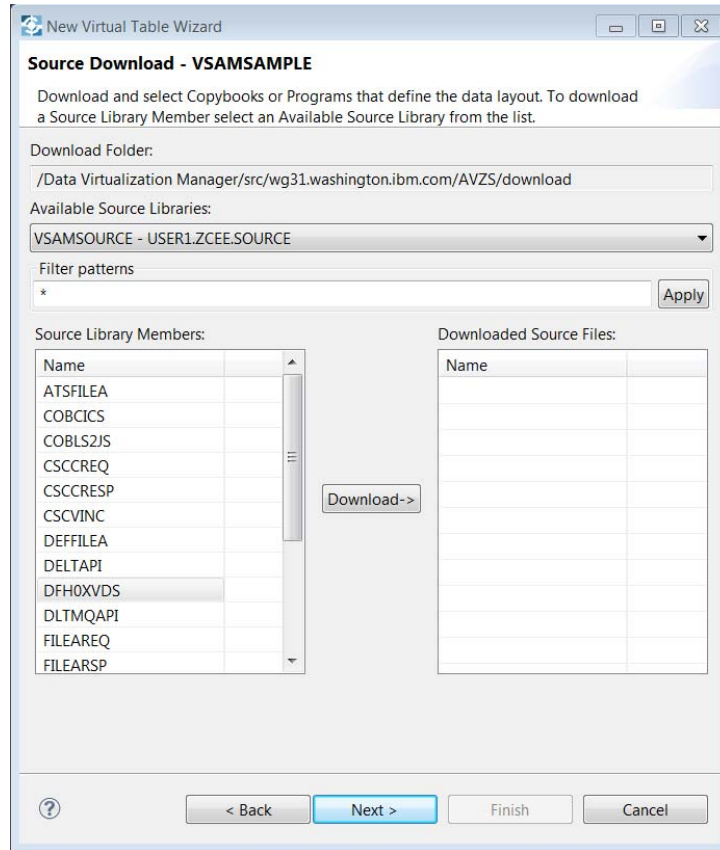 New Virtual Table Wizard
Source Download - VSAMSAMPLE
Download and select Copybooks or Programs that define the data layout. To download
a Source Library Member select an Available Source Library from the list.
Download Folder:
/Data Virtualization Manager/src/wg31.washington.ibm.com/AVZS/download
Available Source Libraries:
VSAMSOURCE - USER1.ZCEE.SOURCE
Filter patterns
*
Apply
Source Library Members:
Downloaded Source Files:
Name
Name
ATSFILEA
COBCICS
COBLS2JS
CSCCREQ
CSCCRESP
Download->
CSCVINC
DEFFILEA
DELTAPI
DFH0XVDS
DLTMQAPI
FILEAREQ
FILEARSP
?
< Back
Next >
Finish
Cancel